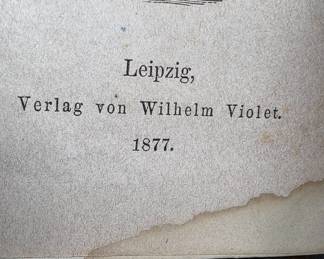 Leipzig,
Verlag von Wilhelm Violet.
1877.